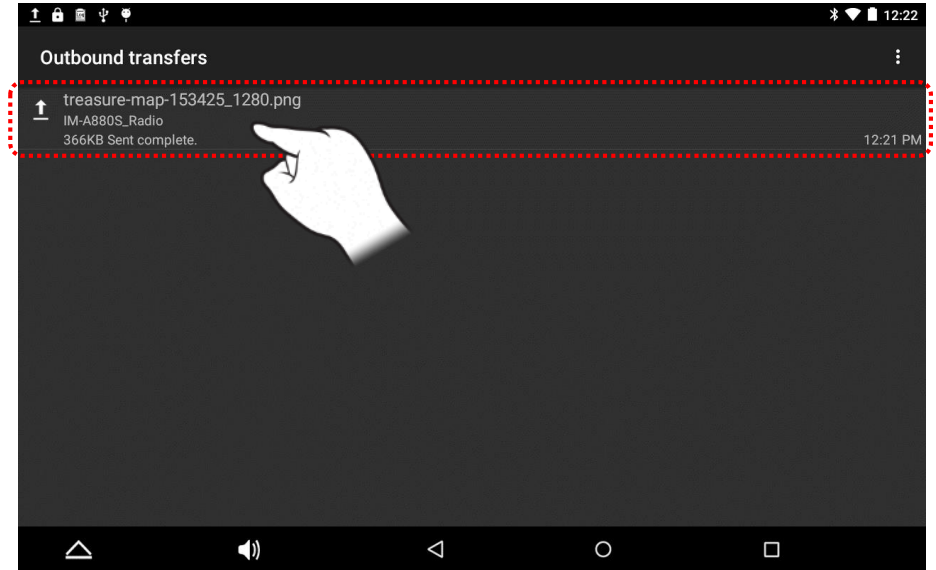 12:22
Outbound transfers
treasure-map-153425_1280.png
IM-A880S_Radio
366KB Sent complete.
12:21 PM